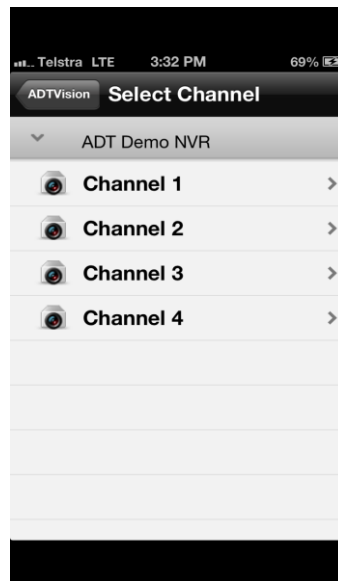 Telstra LTE 3:32 PM 69%
ADTVision Select Channel
ADT Demo NVR
Channel 1
Channel 2
Channel 3
Channel 4